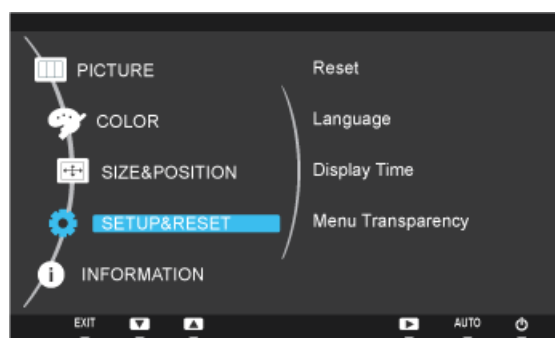 PICTURE
COLOR
SIZE&POSITION
SETUP&RESET
INFORMATION
Reset
Language
Display Time
Menu Transparency
EXIT
AUTO